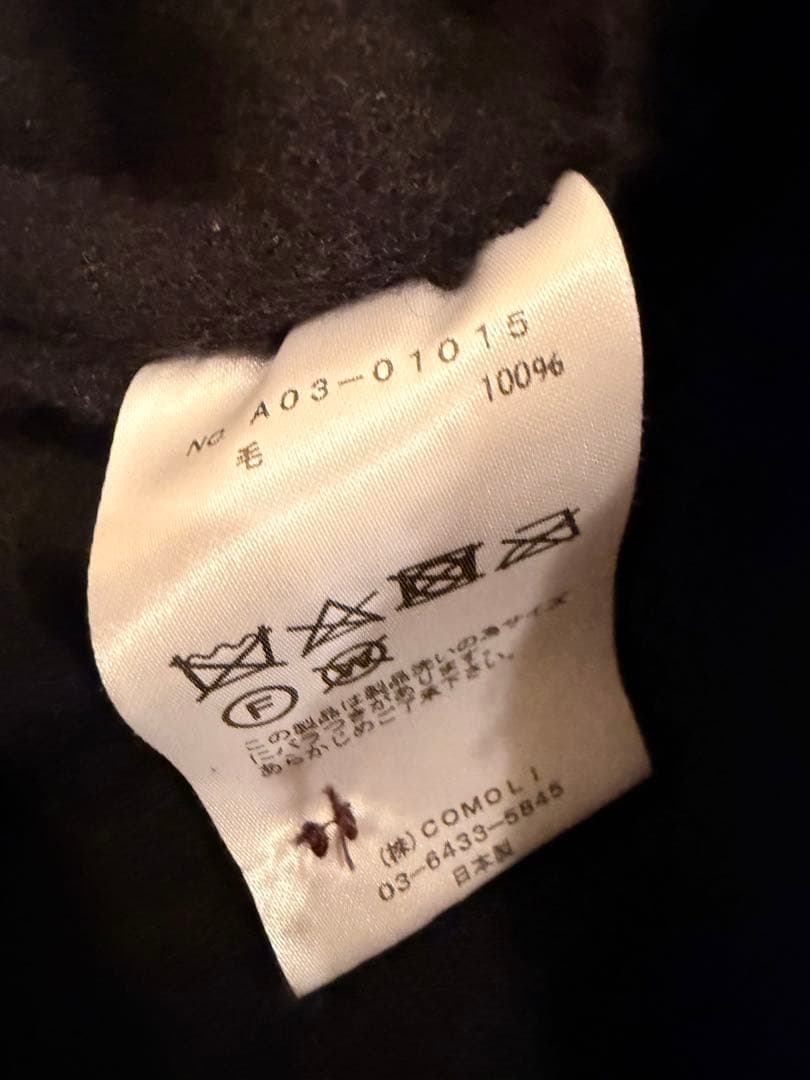 No. A03-01015
毛 100%
F
W
この製品は製品洗いの為サイズ
にバラつきがあります。
あらかじめご了承下さい。
(株)COMOLI
03-6433-5845
日本製